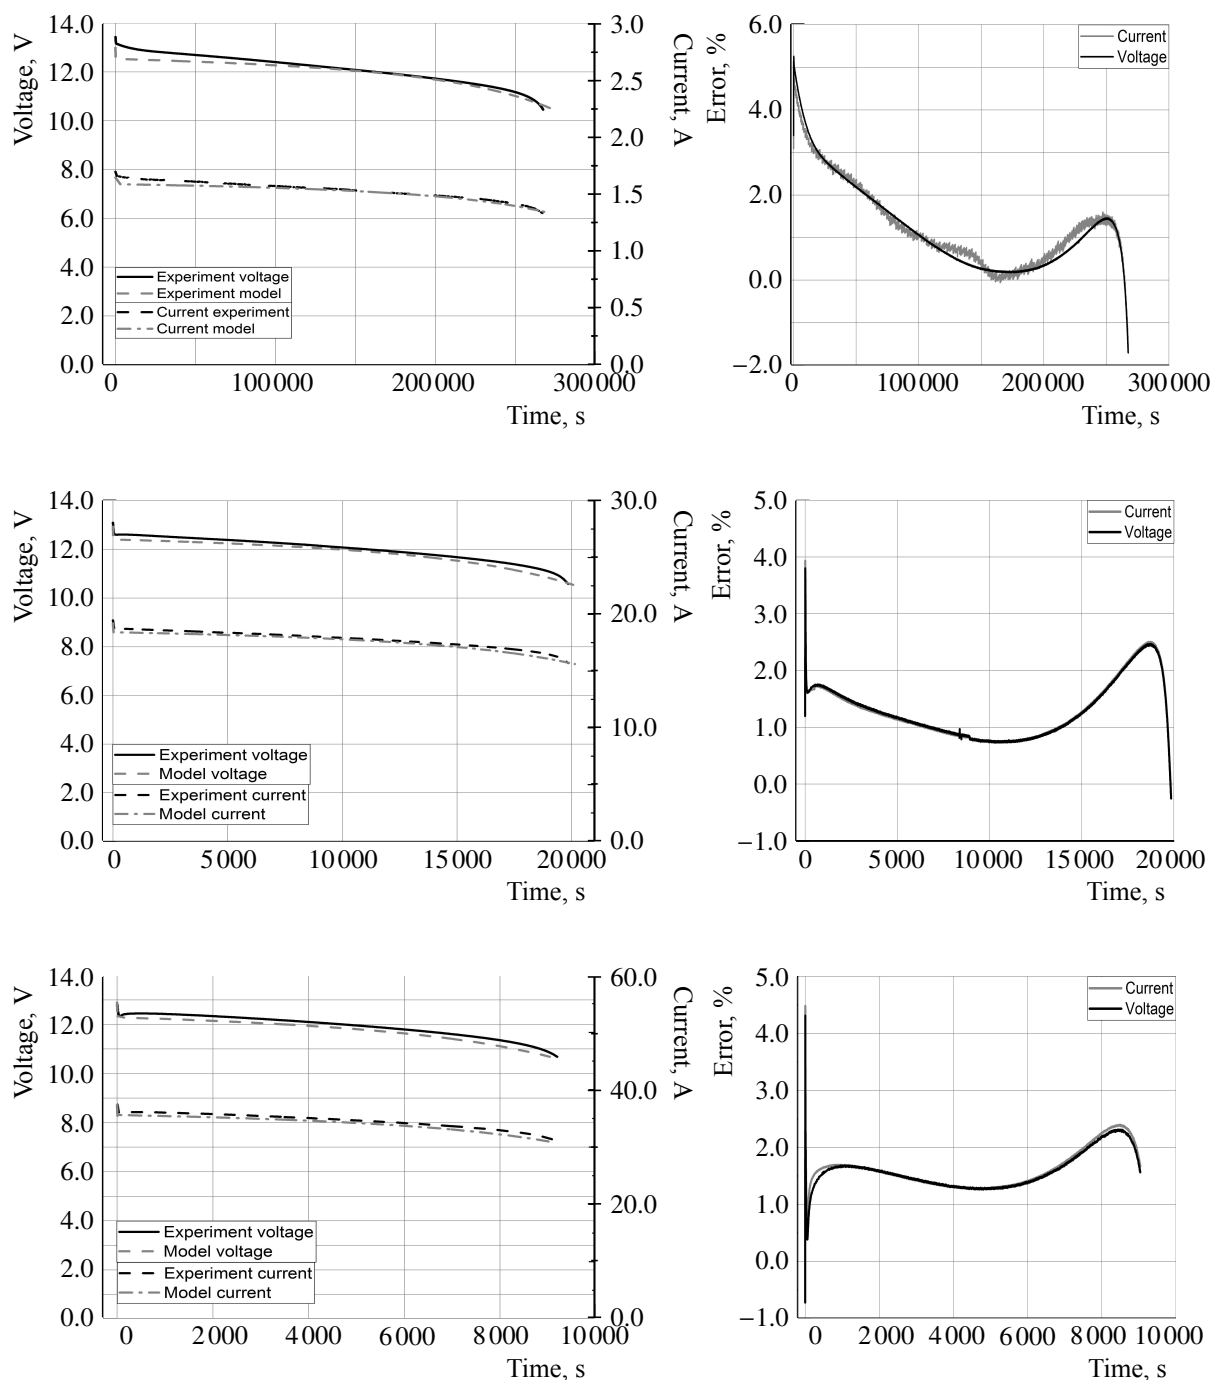 14.0
12.0
10.0
8.0
6.0
4.0
2.0
0.0
Voltage, V
3.0
2.5
2.0
1.5
1.0
0.5
0.0
Current, A
Experiment voltage
Experiment model
Current experiment
Current model
0
100000
200000
300000
Time, s
6.0
4.0
2.0
0.0
−2.0
Error, %
Current
Voltage
0
100000
200000
300000
Time, s
14.0
12.0
10.0
8.0
6.0
4.0
2.0
0.0
Voltage, V
30.0
20.0
10.0
0.0
Current, A
Experiment voltage
Model voltage
Experiment current
Model current
0
5000
10000
15000
20000
Time, s
5.0
4.0
3.0
2.0
1.0
0.0
−1.0
Error, %
Current
Voltage
0
5000
10000
15000
20000
Time, s
14.0
12.0
10.0
8.0
6.0
4.0
2.0
0.0
Voltage, V
60.0
40.0
20.0
0.0
Current, A
Experiment voltage
Model voltage
Experiment current
Model current
0
2000
4000
6000
8000
10000
Time, s
5.0
4.0
3.0
2.0
1.0
0.0
−1.0
Error, %
Current
Voltage
0
2000
4000
6000
8000
10000
Time, s